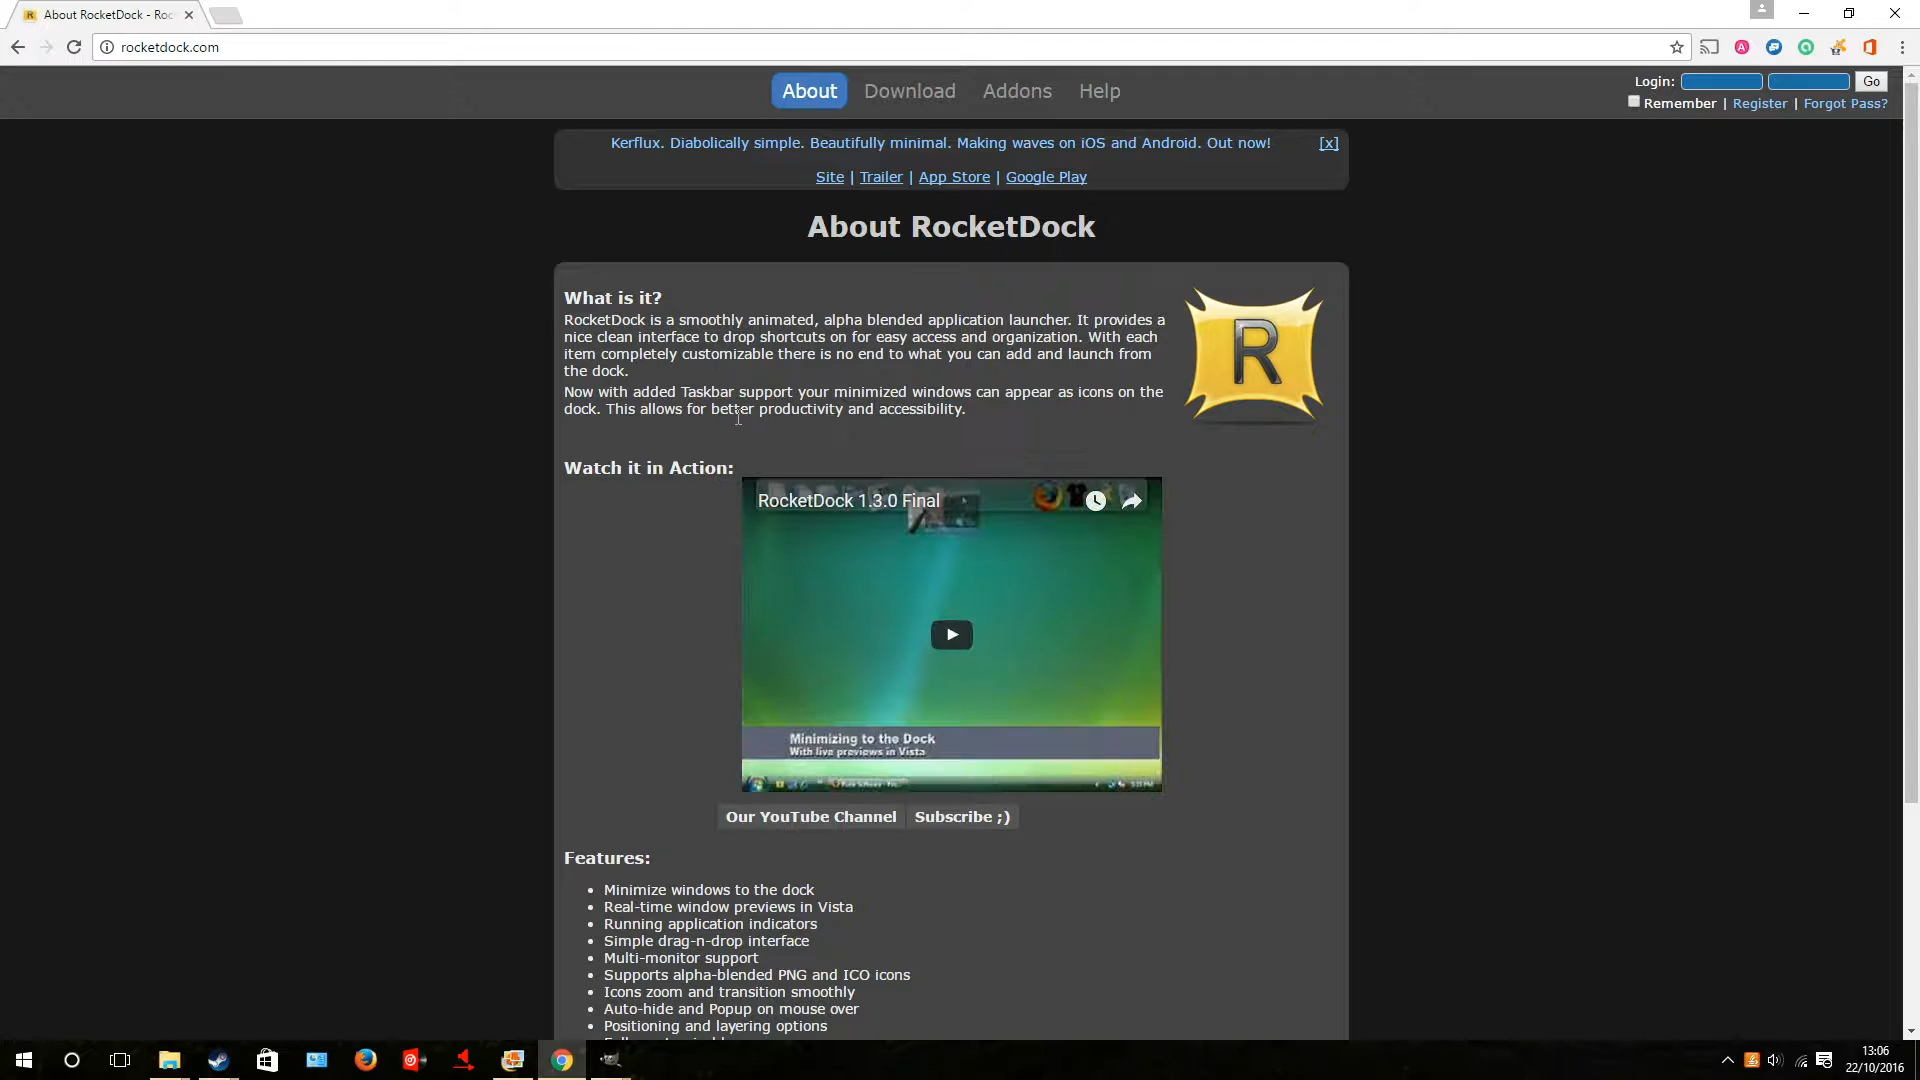 About RocketDock - Roc
rocketdock.com
About Download Addons Help
Login: Go
Remember | Register | Forgot Pass?
Kerflux. Diabolically simple. Beautifully minimal. Making waves on iOS and Android. Out now! [x]
Site | Trailer | App Store | Google Play
About RocketDock
What is it?
RocketDock is a smoothly animated, alpha blended application launcher. It provides a
nice clean interface to drop shortcuts on for easy access and organization. With each
item completely customizable there is no end to what you can add and launch from
the dock.
Now with added Taskbar support your minimized windows can appear as icons on the
dock. This allows for better productivity and accessibility.
R
Watch it in Action:
RocketDock 1.3.0 Final
Minimizing to the Dock
With live previews in Vista
Our YouTube Channel Subscribe ;)
Features:
• Minimize windows to the dock
• Real-time window previews in Vista
• Running application indicators
• Simple drag-n-drop interface
• Multi-monitor support
• Supports alpha-blended PNG and ICO icons
• Icons zoom and transition smoothly
• Auto-hide and Popup on mouse over
• Positioning and layering options
13:06
22/10/2016